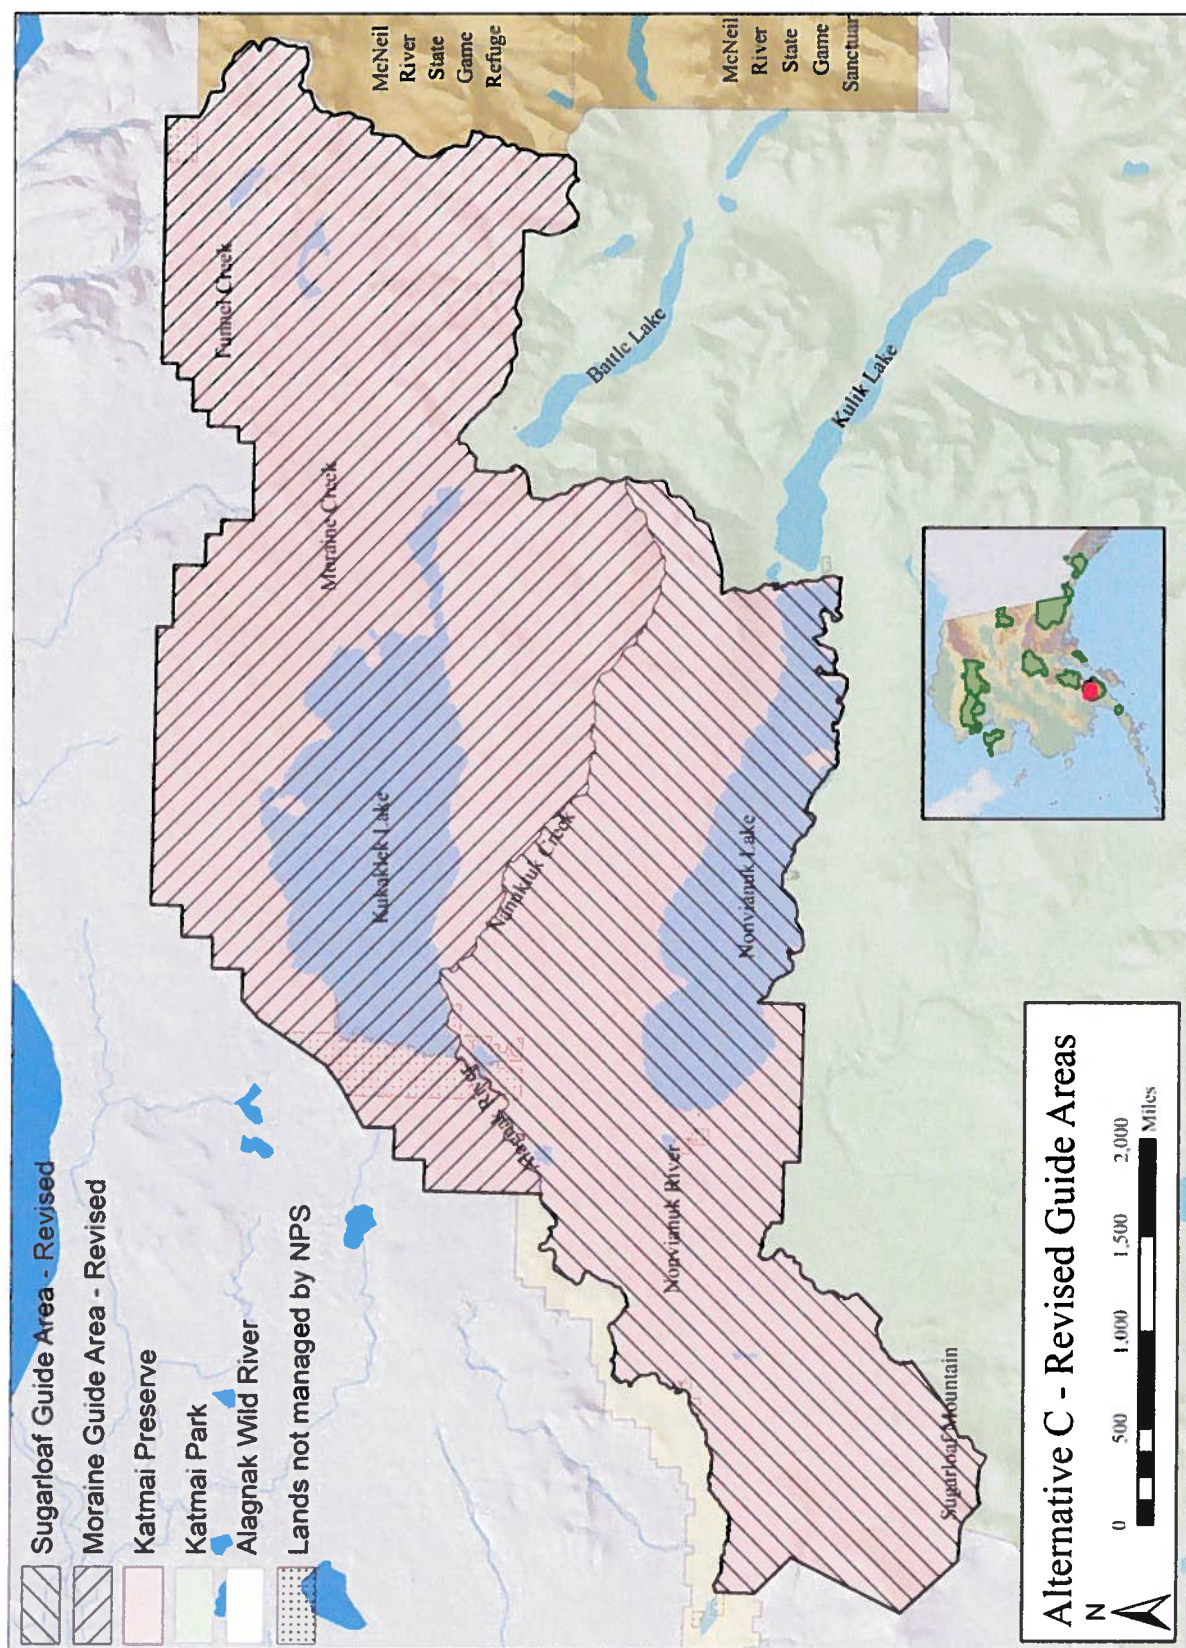 Sugarloaf Guide Area - Revised
Moraine Guide Area - Revised
Katmai Preserve
Katmai Park
Alagnak Wild River
Lands not managed by NPS
McNeil
River
State
Game
Refuge
McNeil
River
State
Game
Sanctuar
Funnel Creek
Moraine Creek
Battle Lake
Kulik Lake
Kukaklek Lake
Nanuktuk Creek
Nonvianuk Lake
Alagnak River
Nonvianuk River
Sugarloaf Mountain
Alternative C - Revised Guide Areas
N
0 500 1,000 1,500 2,000
Miles